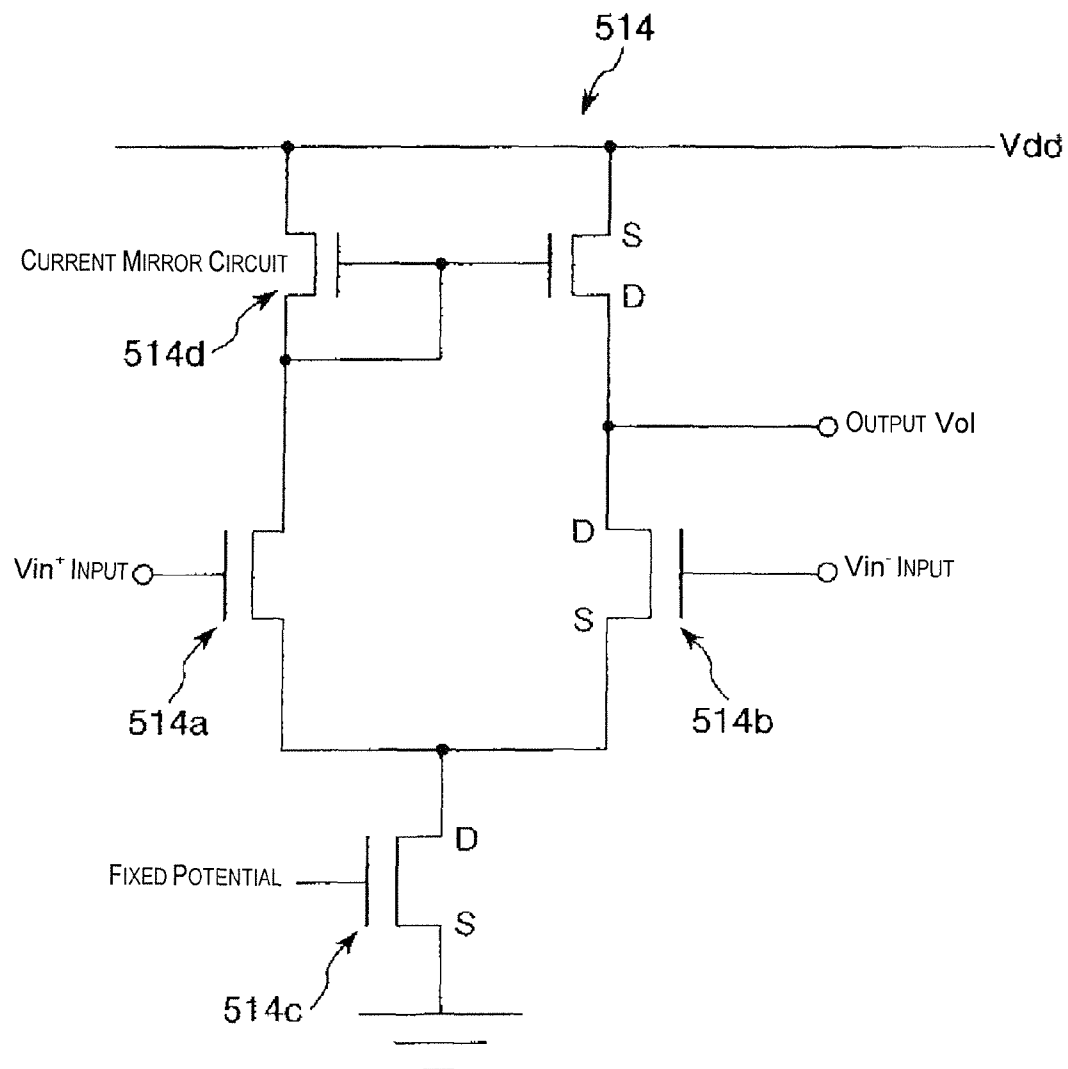 514
Vdd
S
CURRENT MIRROR CIRCUIT
D
514d
OUTPUT Vol
D
Vin+ INPUT
Vin- INPUT
S
514a
514b
D
FIXED POTENTIAL
S
514c